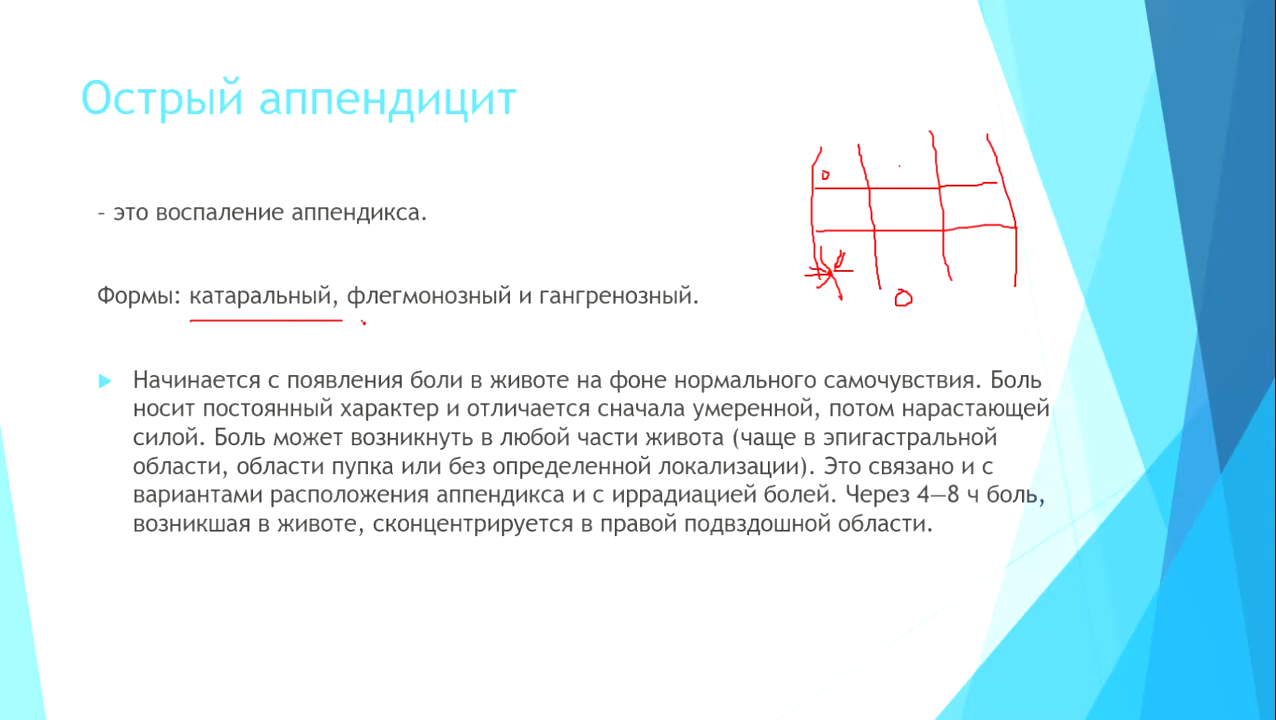 Острый аппендицит
- это воспаление аппендикса.
Формы: катаральный, флегмонозный и гангренозный.
Начинается с появления боли в животе на фоне нормального самочувствия. Боль
носит постоянный характер и отличается сначала умеренной, потом нарастающей
силой. Боль может возникнуть в любой части живота (чаще в эпигастральной
области, области пупка или без определенной локализации). Это связано и с
вариантами расположения аппендикса и с иррадиацией болей. Через 4—8 ч боль,
возникшая в животе, сконцентрируется в правой подвздошной области.